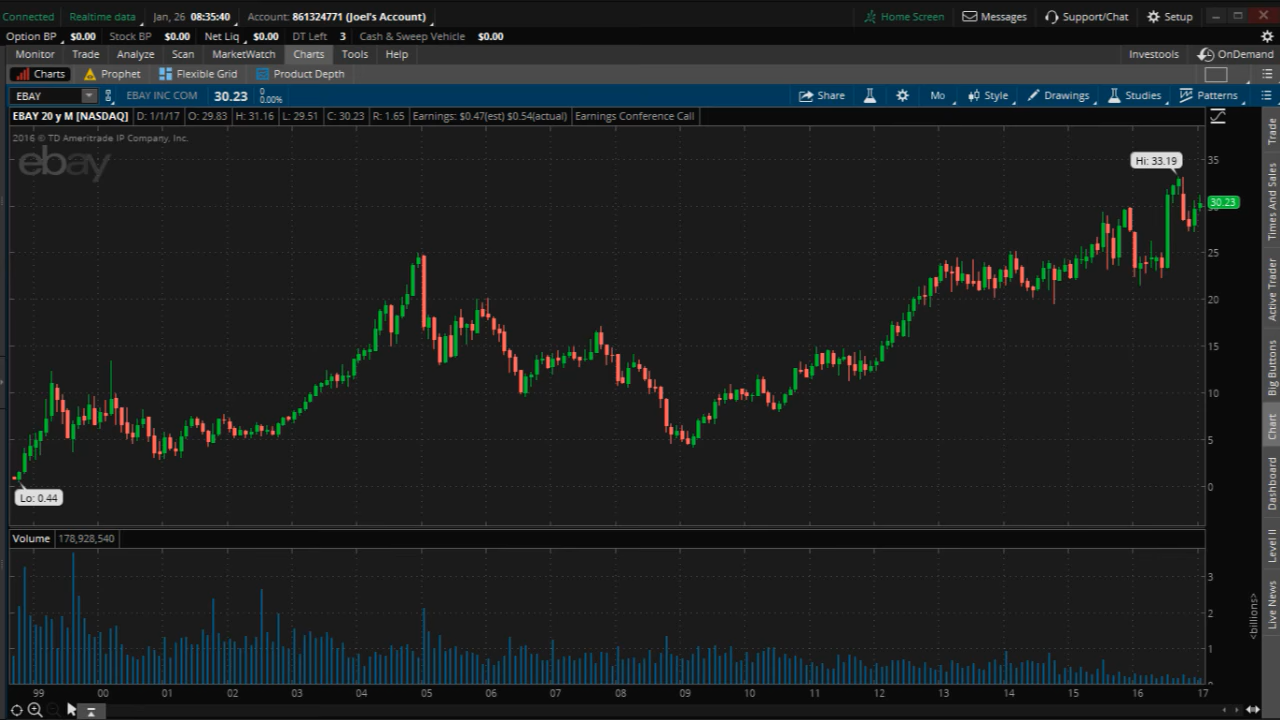 Connected Realtime data Jan, 26 08:35:40 Account: 861324771 (Joel's Account) Home Screen Messages Support/Chat Setup
Option BP $0.00 Stock BP $0.00 Net Liq $0.00 DT Left 3 Cash & Sweep Vehicle $0.00
Monitor Trade Analyze Scan MarketWatch Charts Tools Help Investools OnDemand
Charts Prophet Flexible Grid Product Depth
EBAY EBAY INC COM 30.23 0 0.00% Share Mo Style Drawings Studies Patterns
EBAY 20 y M [NASDAQ] D: 1/1/17 O: 29.83 H: 31.16 L: 29.51 C: 30.23 R: 1.65 Earnings: $0.47(est) $0.54(actual) Earnings Conference Call
2016 © TD Ameritrade IP Company, Inc.
ebay
Hi: 33.19
35
30.23
25
20
15
10
5
0
Lo: 0.44
Volume 178,928,540
3
2
1
<billions>
99 00 01 02 03 04 05 06 07 08 09 10 11 12 13 14 15 16 17
Trade
Times And Sales
Active Trader
Big Buttons
Chart
Dashboard
Level II
Live News